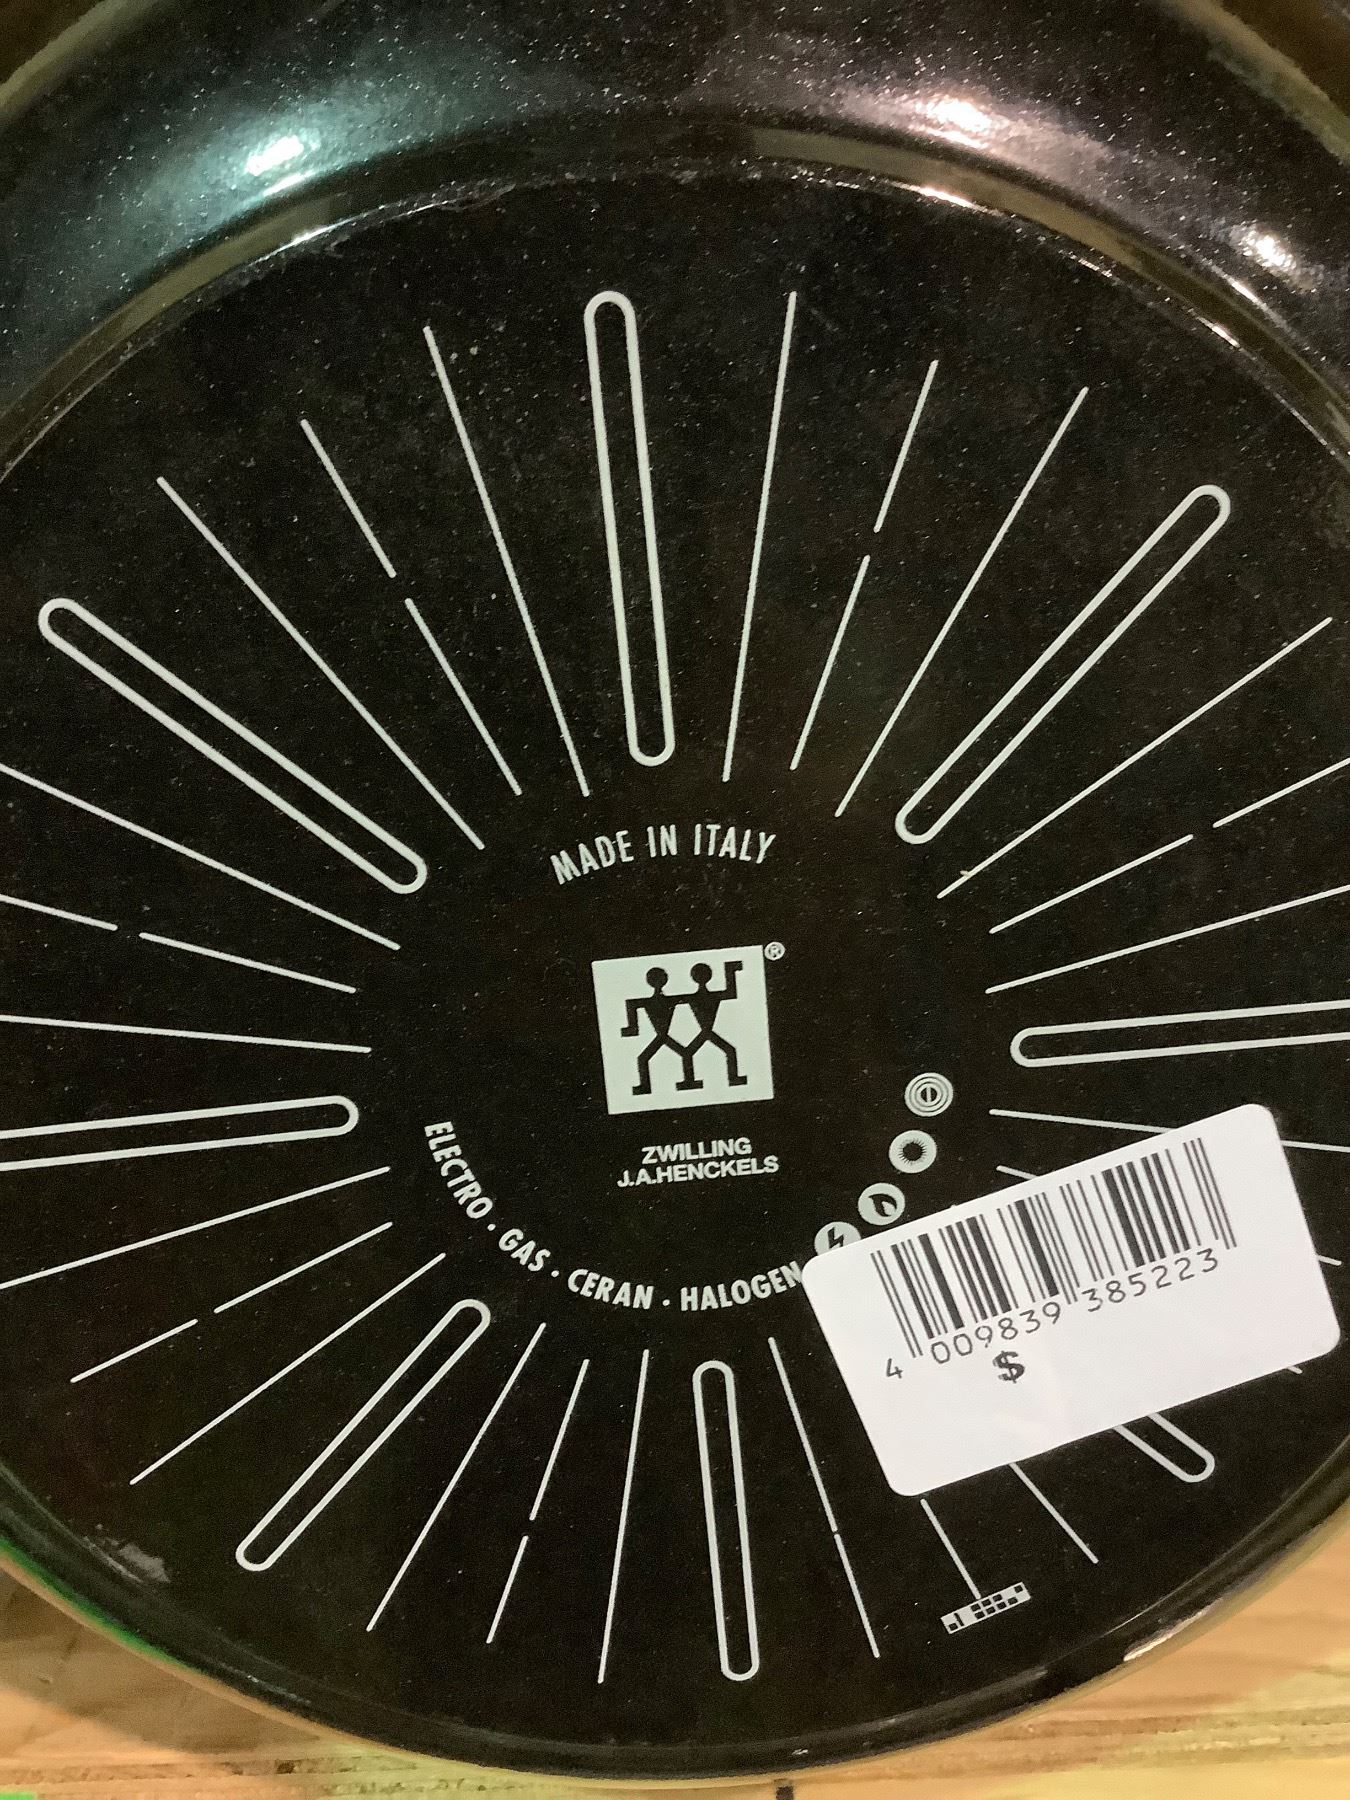 MADE IN ITALY
®
ZWILLING
J.A.HENCKELS
ELECTRO · GAS · CERAN · HALOGEN
4 009839 385223
$